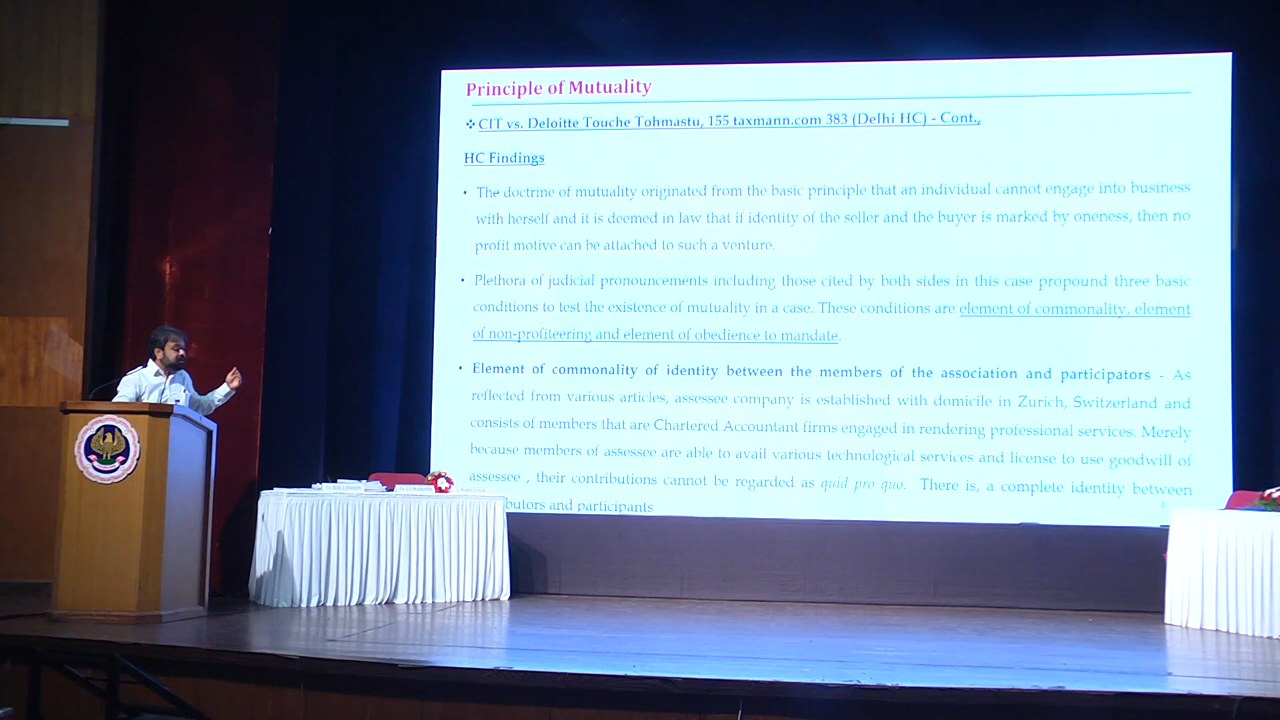 Principle of Mutuality
❖ CIT vs. Deloitte Touche Tohmastu, 155 taxmann.com 383 (Delhi HC) - Cont.,
HC Findings
• The doctrine of mutuality originated from the basic principle that an individual cannot engage into business
with herself and it is deemed in law that if identity of the seller and the buyer is marked by oneness, then no
profit motive can be attached to such a venture.
• Plethora of judicial pronouncements including those cited by both sides in this case propound three basic
conditions to test the existence of mutuality in a case. These conditions are element of commonality, element
of non-profiteering and element of obedience to mandate.
• Element of commonality of identity between the members of the association and participators - As
reflected from various articles, assessee company is established with domicile in Zurich, Switzerland and
consists of members that are Chartered Accountant firms engaged in rendering professional services. Merely
because members of assessee are able to avail various technological services and license to use goodwill of
assessee , their contributions cannot be regarded as quid pro quo. There is, a complete identity between
butors and participants